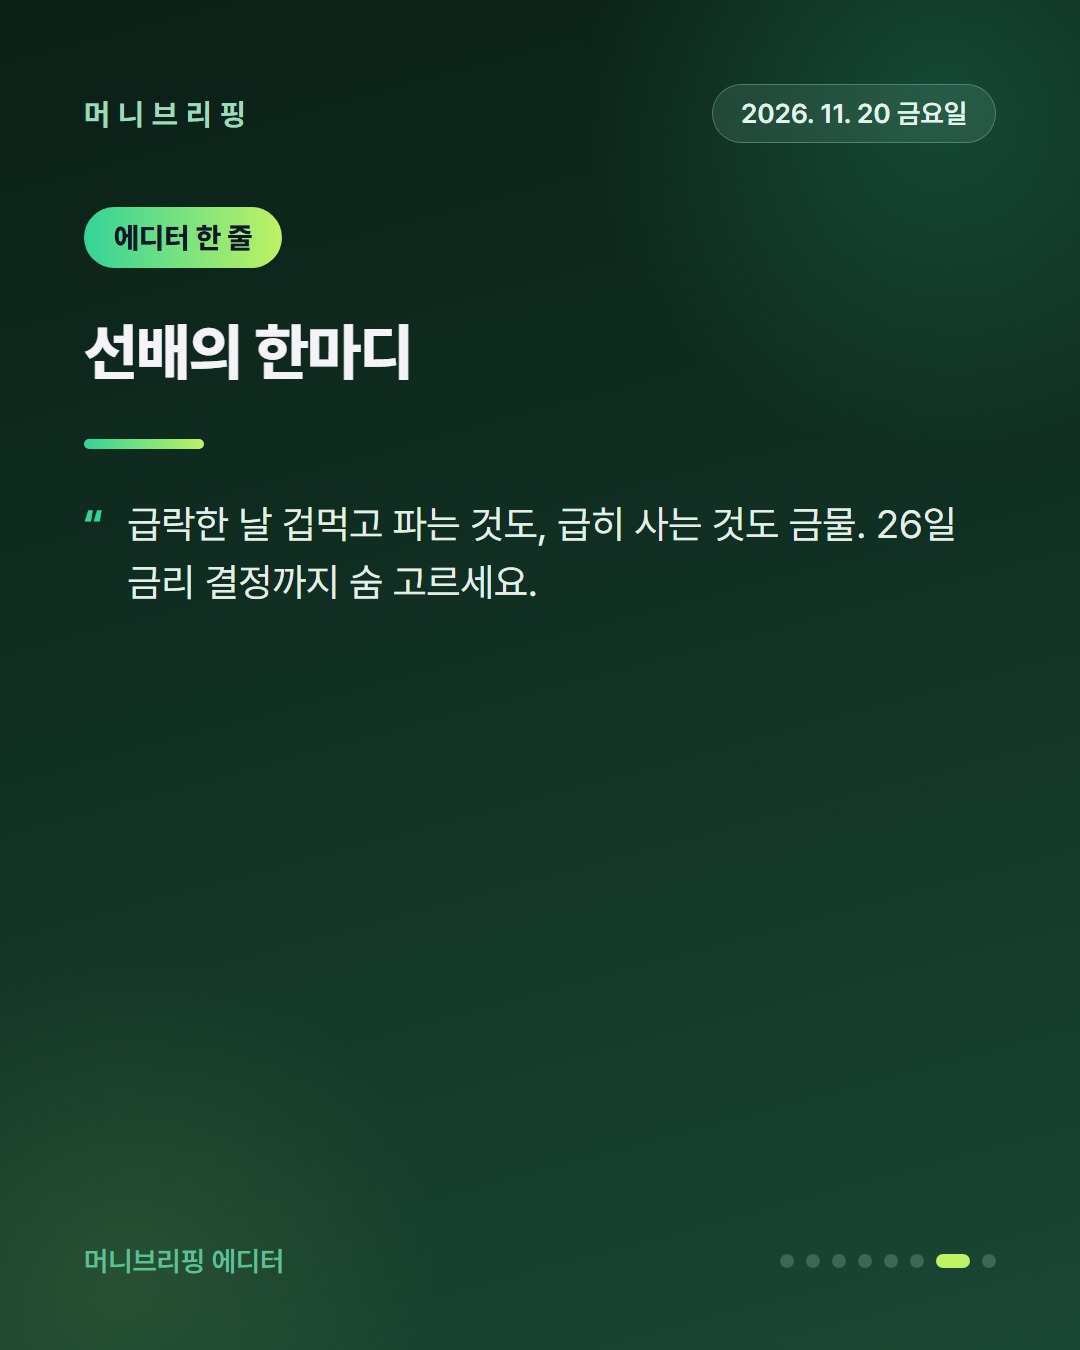 머니브리핑
2026. 11. 20 금요일
에디터 한 줄
선배의 한마디
“ 급락한 날 겁먹고 파는 것도, 급히 사는 것도 금물. 26일
금리 결정까지 숨 고르세요.
머니브리핑 에디터